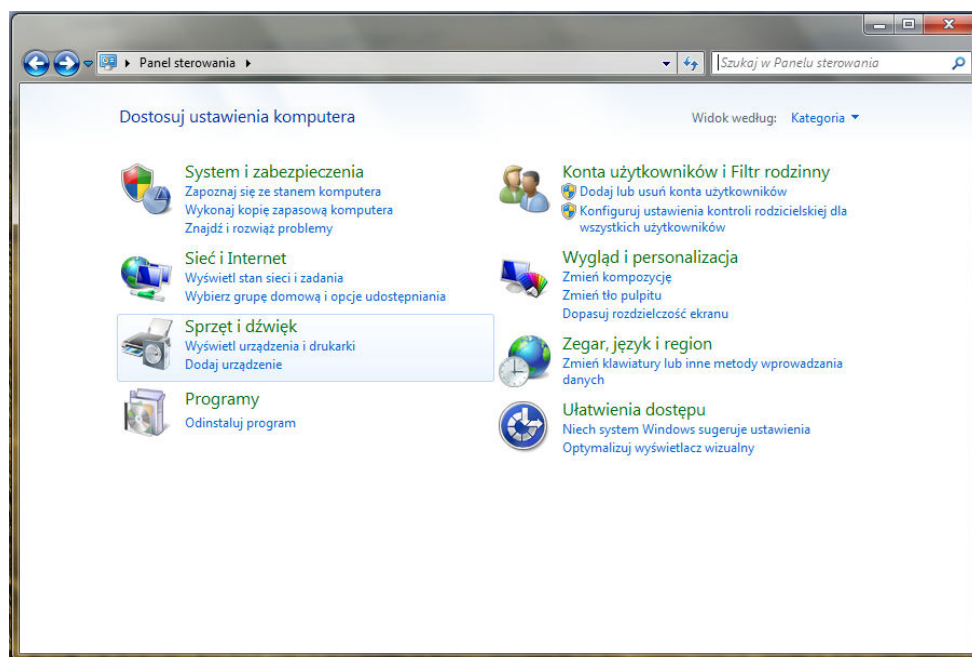 Panel sterowania
Szukaj w Panelu sterowania
Dostosuj ustawienia komputera
Widok według: Kategoria
System i zabezpieczenia
Zapoznaj się ze stanem komputera
Wykonaj kopię zapasową komputera
Znajdź i rozwiąż problemy
Sieć i Internet
Wyświetl stan sieci i zadania
Wybierz grupę domową i opcje udostępniania
Sprzęt i dźwięk
Wyświetl urządzenia i drukarki
Dodaj urządzenie
Programy
Odinstaluj program
Konta użytkowników i Filtr rodzinny
Dodaj lub usuń konta użytkowników
Konfiguruj ustawienia kontroli rodzicielskiej dla
wszystkich użytkowników
Wygląd i personalizacja
Zmień kompozycję
Zmień tło pulpitu
Dopasuj rozdzielczość ekranu
Zegar, język i region
Zmień klawiatury lub inne metody wprowadzania
danych
Ułatwienia dostępu
Niech system Windows sugeruje ustawienia
Optymalizuj wyświetlacz wizualny